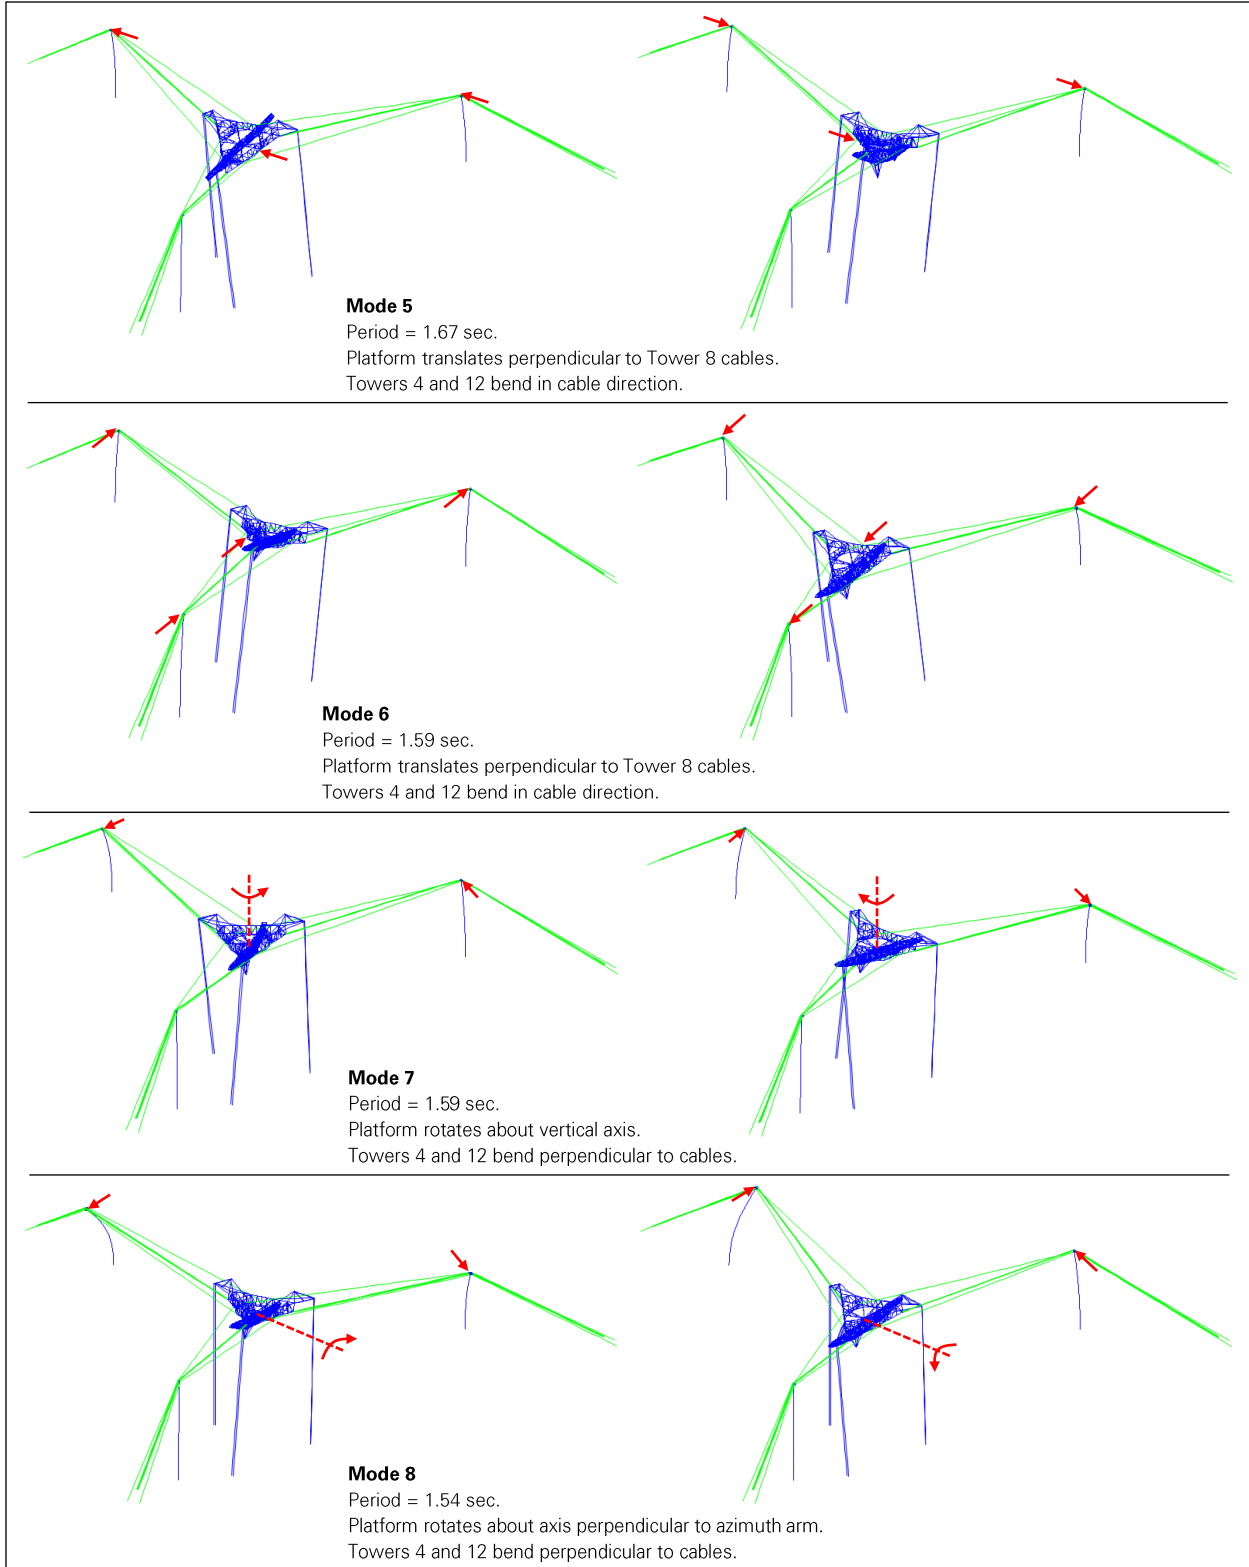 Mode 5
Period = 1.67 sec.
Platform translates perpendicular to Tower 8 cables.
Towers 4 and 12 bend in cable direction.
Mode 6
Period = 1.59 sec.
Platform translates perpendicular to Tower 8 cables.
Towers 4 and 12 bend in cable direction.
Mode 7
Period = 1.59 sec.
Platform rotates about vertical axis.
Towers 4 and 12 bend perpendicular to cables.
Mode 8
Period = 1.54 sec.
Platform rotates about axis perpendicular to azimuth arm.
Towers 4 and 12 bend perpendicular to cables.